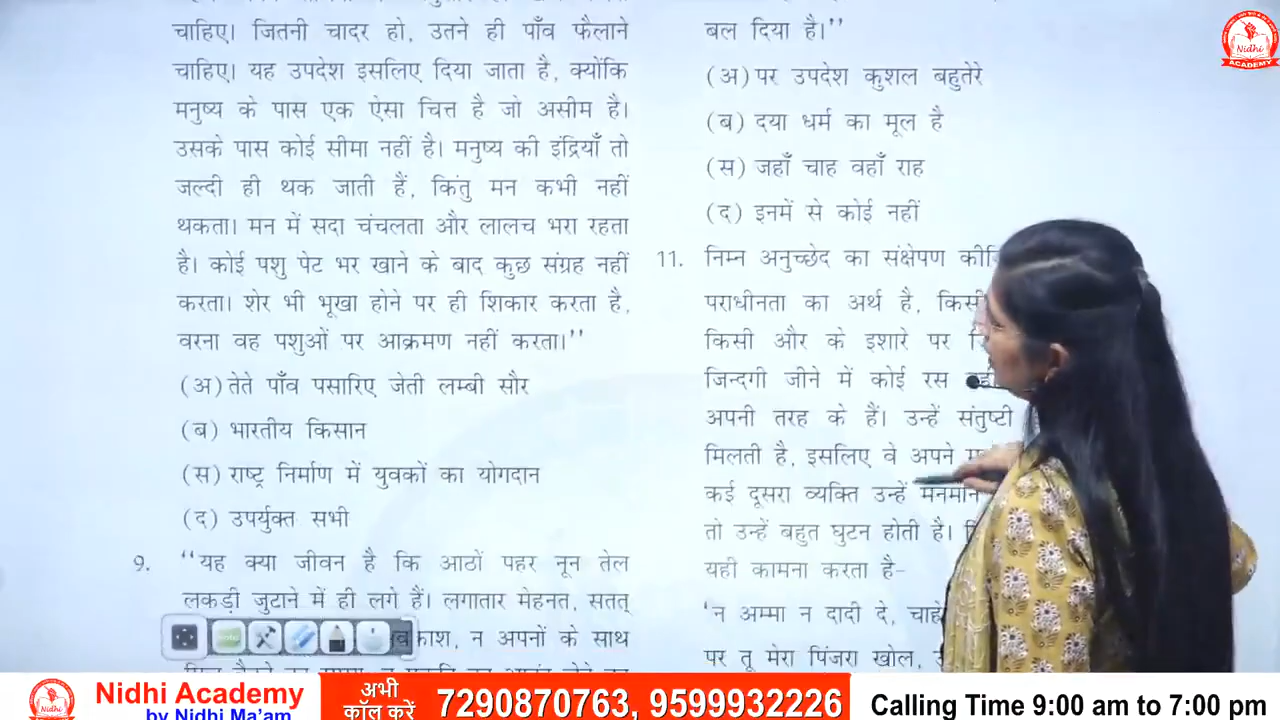 चाहिए। जितनी चादर हो, उतने ही पाँव फैलाने
चाहिए। यह उपदेश इसलिए दिया जाता है, क्योंकि
मनुष्य के पास एक ऐसा चित्त है जो असीम है।
उसके पास कोई सीमा नहीं है। मनुष्य की इंद्रियाँ तो
जल्दी ही थक जाती हैं, किंतु मन कभी नहीं
थकता। मन में सदा चंचलता और लालच भरा रहता
है। कोई पशु पेट भर खाने के बाद कुछ संग्रह नहीं
करता। शेर भी भूखा होने पर ही शिकार करता है,
वरना वह पशुओं पर आक्रमण नहीं करता।''
(अ) तेते पाँव पसारिए जेती लम्बी सौर
(ब) भारतीय किसान
(स) राष्ट्र निर्माण में युवकों का योगदान
(द) उपर्युक्त सभी
9. ''यह क्या जीवन है कि आठों पहर नून तेल
लकड़ी जुटाने में ही लगे हैं। लगातार मेहनत, सतत्
न अपनों के साथ
बल दिया है।''
(अ) पर उपदेश कुशल बहुतेरे
(ब) दया धर्म का मूल है
(स) जहाँ चाह वहाँ राह
(द) इनमें से कोई नहीं
11. निम्न अनुच्छेद का संक्षेपण
पराधीनता का अर्थ है,
किसी और के इशारे पर
जिन्दगी जीने में कोई रस
अपनी तरह के हैं। उन्हें संतुष्टी
मिलती है, इसलिए वे अपने
कई दूसरा व्यक्ति उन्हें
तो उन्हें बहुत घुटन होती है।
यही कामना करता है-
'न अम्मा न दादी दे, चाहे
पर तू मेरा पिंजरा खोल,
Nidhi
ACADEMY
Nidhi Academy
by Nidhi Ma'am
अभी
कॉल करें
7290870763, 9599932226
Calling Time 9:00 am to 7:00 pm